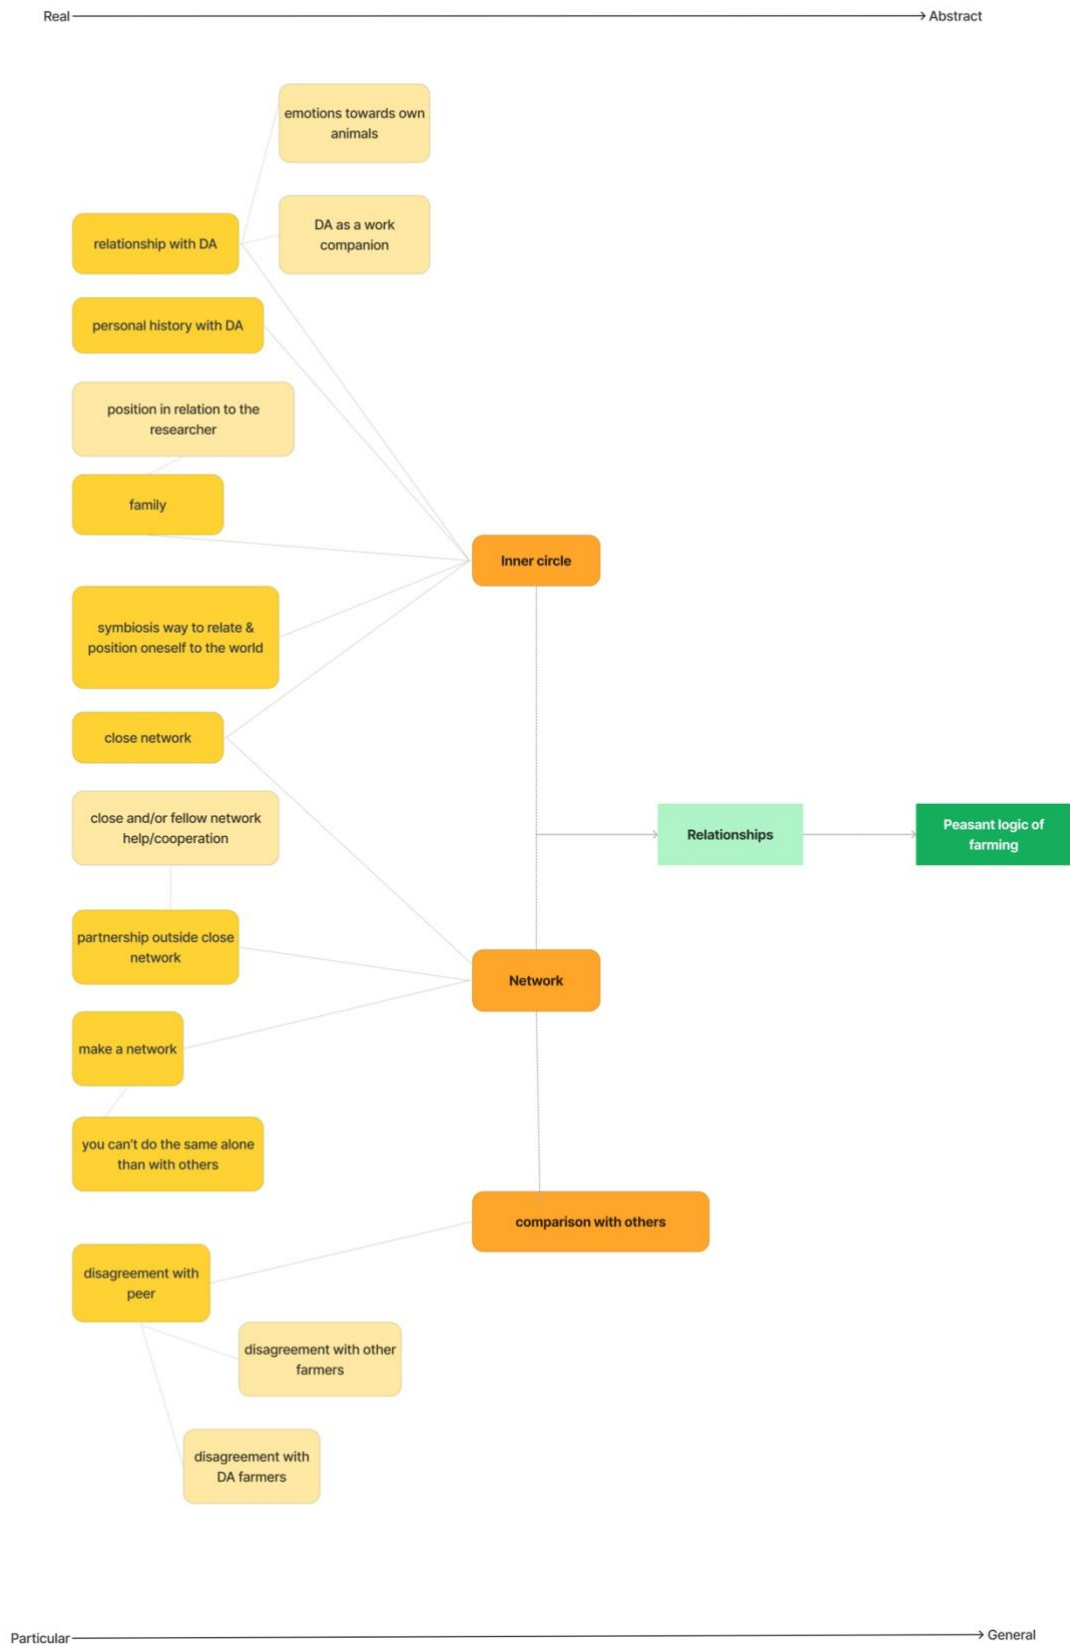 Real
Abstract
emotions towards own
animals
DA as a work
companion
relationship with DA
personal history with DA
position in relation to the
researcher
family
Inner circle
symbiosis way to relate &
position oneself to the world
close network
close and/or fellow network
help/cooperation
Relationships
Peasant logic of
farming
partnership outside close
network
Network
make a network
you can't do the same alone
than with others
comparison with others
disagreement with
peer
disagreement with other
farmers
disagreement with
DA farmers
Particular
General